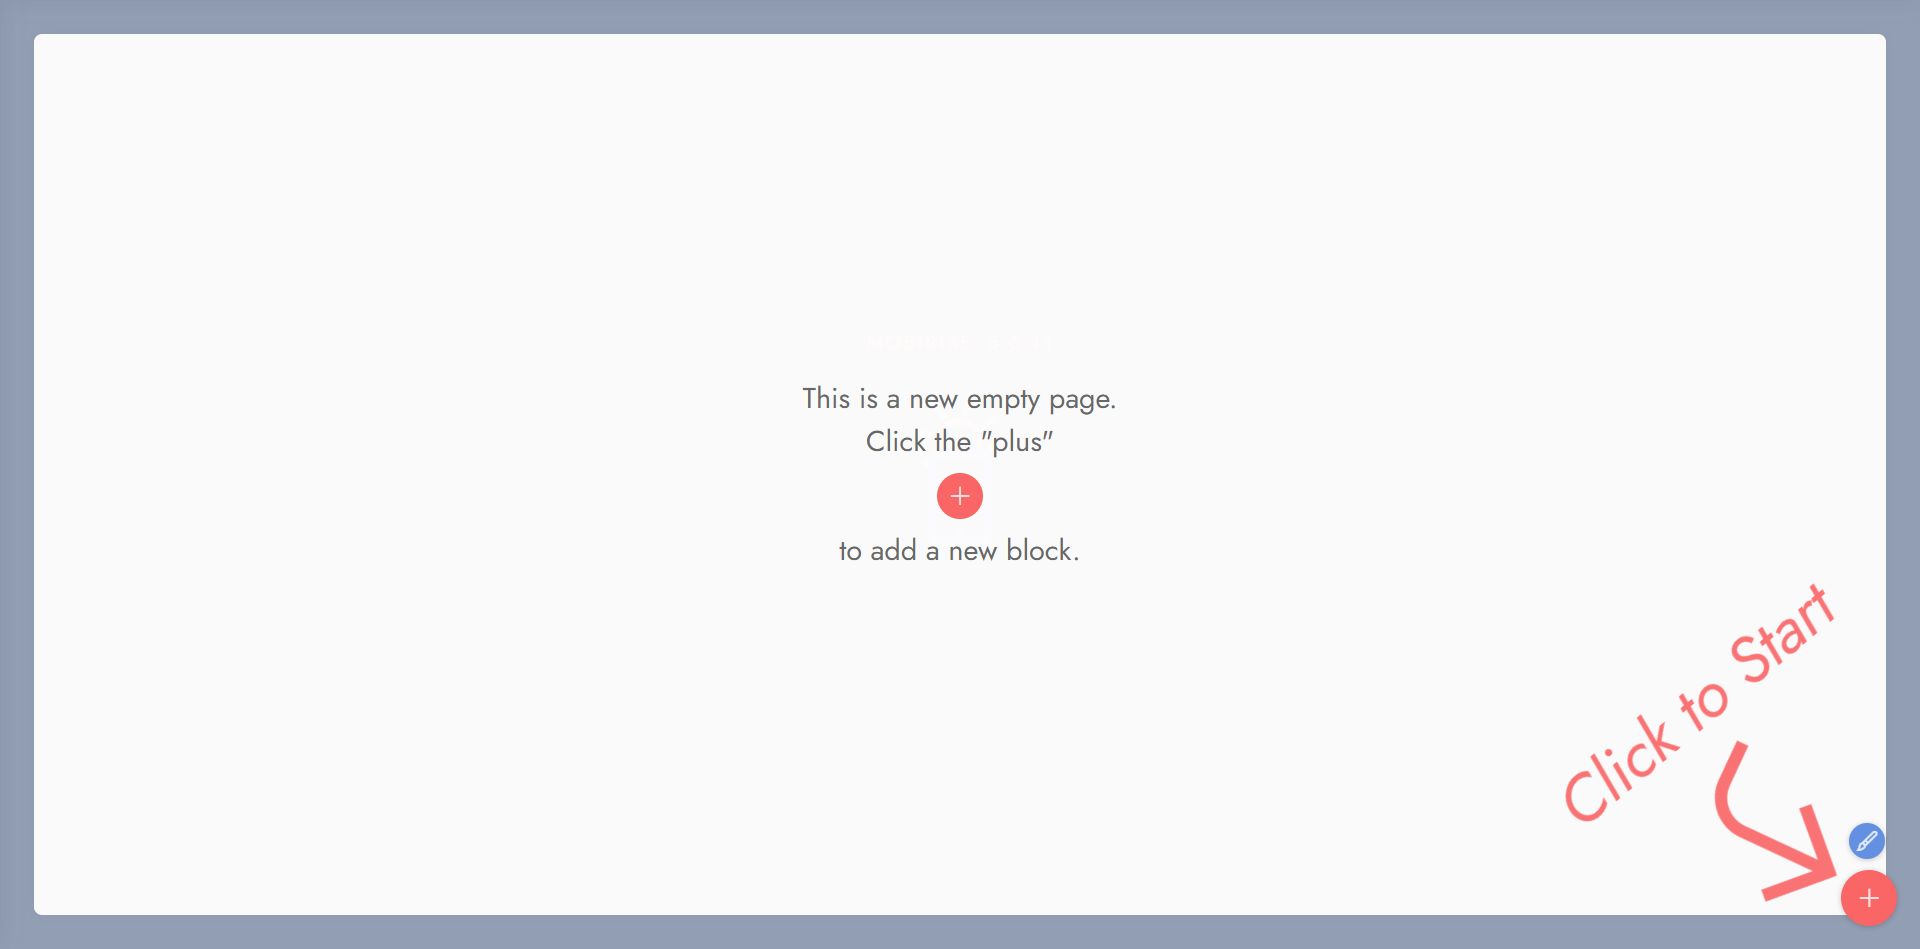 This is a new empty page.
Click the "plus"
to add a new block.
Click to Start